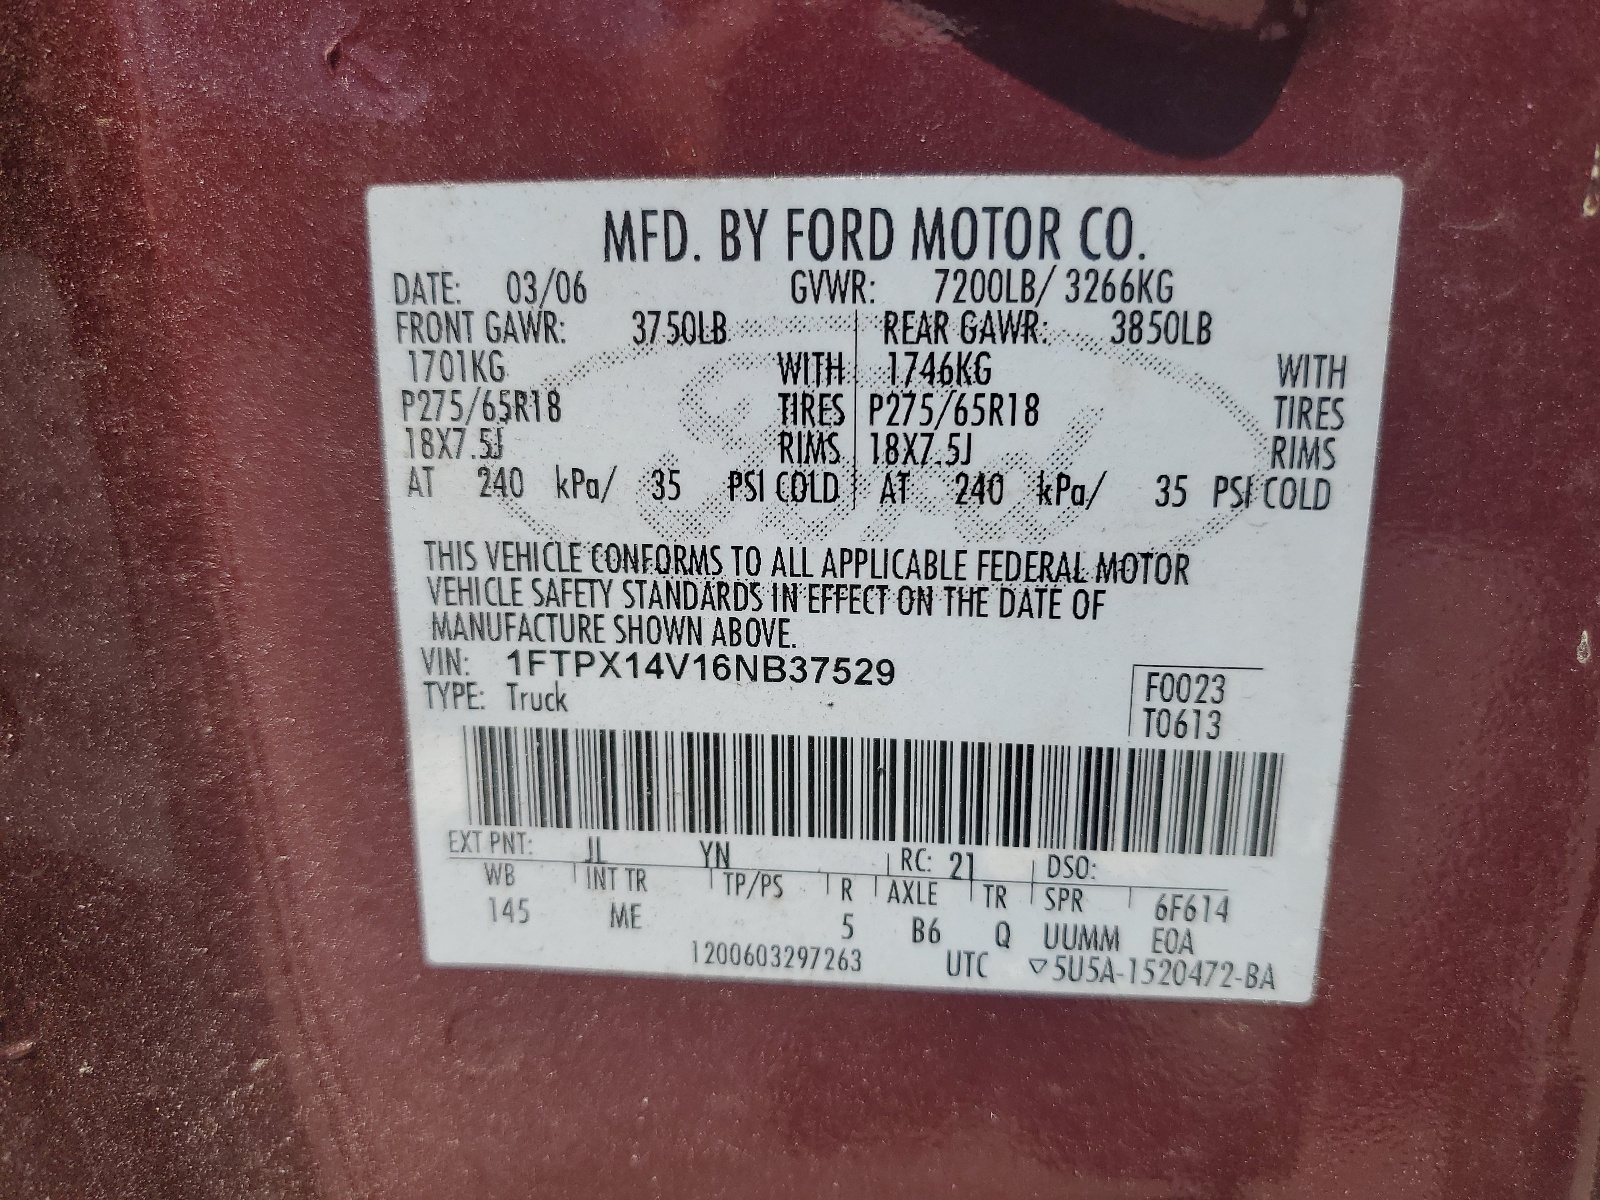 MFD. BY FORD MOTOR CO.
DATE: 03/06 GVWR: 7200LB/ 3266KG
FRONT GAWR: 3750LB REAR GAWR: 3850LB
1701KG WITH 1746KG WITH
P275/65R18 TIRES P275/65R18 TIRES
18X7.5J RIMS 18X7.5J RIMS
AT 240 kPa/ 35 PSI COLD AT 240 kPa/ 35 PSI COLD
THIS VEHICLE CONFORMS TO ALL APPLICABLE FEDERAL MOTOR
VEHICLE SAFETY STANDARDS IN EFFECT ON THE DATE OF
MANUFACTURE SHOWN ABOVE.
VIN: 1FTPX14V16NB37529
TYPE: Truck
F0023
T0613
EXT PNT: JL YN RC: 21 DSO:
WB INT TR TP/PS R AXLE TR SPR 6F614
145 ME 5 B6 Q UUMM EOA
1200603297263 UTC ▽5U5A-1520472-BA